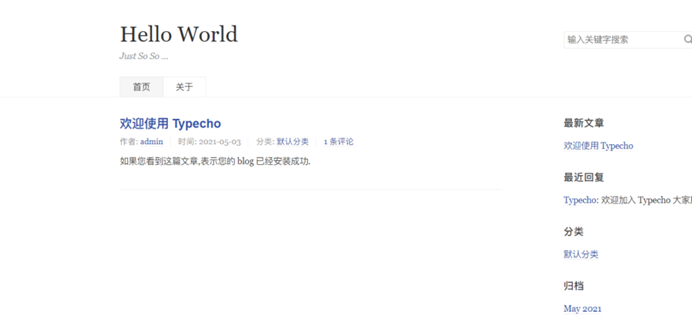 Hello World
Just So So ...
输入关键字搜索
首页 关于
欢迎使用 Typecho
作者: admin 时间: 2021-05-03 分类: 默认分类 1 条评论
如果您看到这篇文章,表示您的 blog 已经安装成功.
最新文章
欢迎使用 Typecho
最近回复
Typecho: 欢迎加入 Typecho 大家
分类
默认分类
归档
May 2021